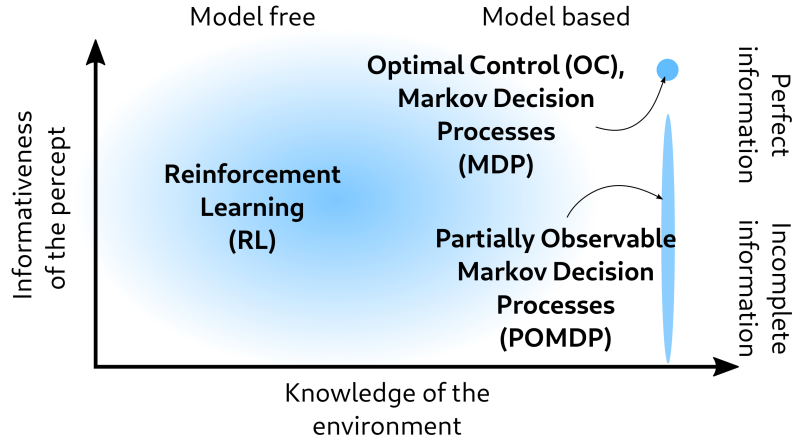 Model free
Model based
Optimal Control (OC),
Markov Decision
Processes
(MDP)
Perfect
information
Informativeness
of the percept
Reinforcement
Learning
(RL)
Partially Observable
Markov Decision
Processes
(POMDP)
Incomplete
information
Knowledge of the
environment